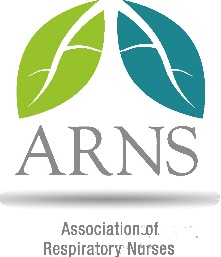 ARNS
Association of
Respiratory Nurses